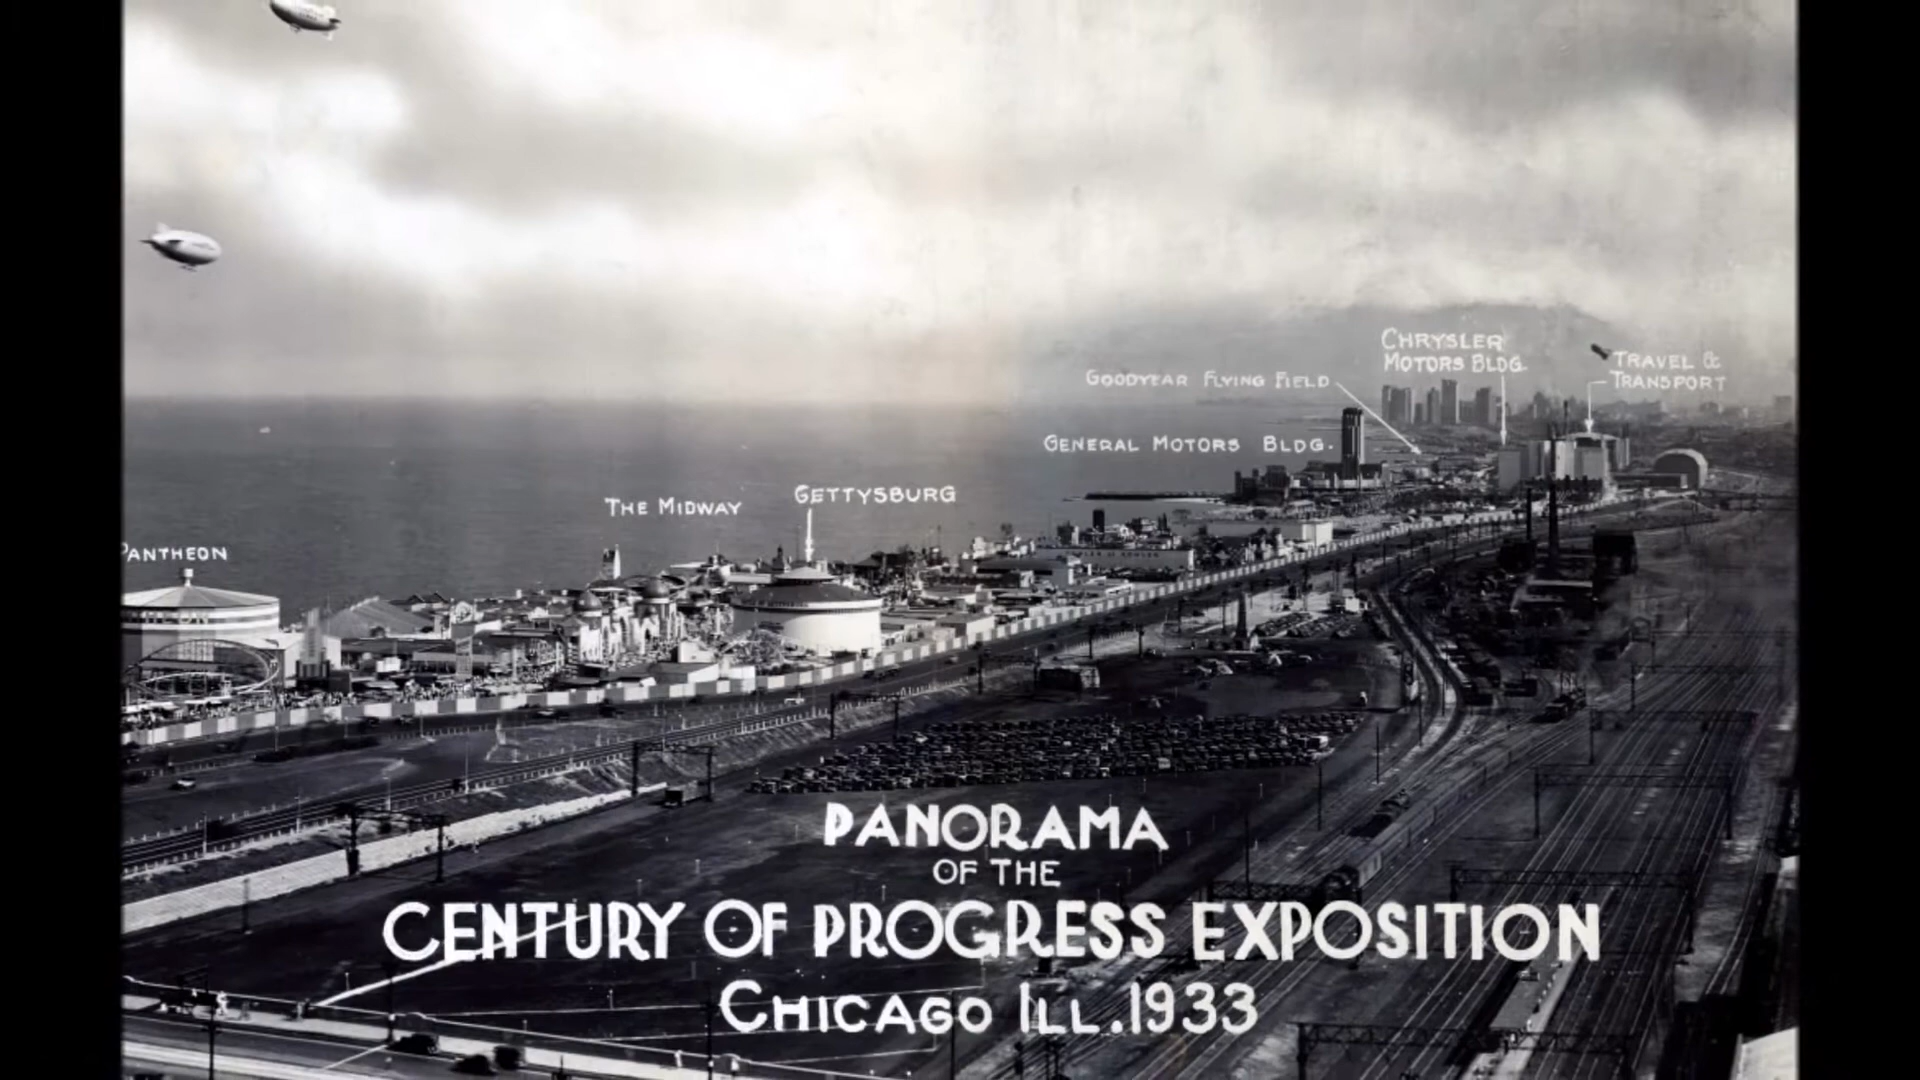 CHRYSLER
MOTORS BLDG.
TRAVEL &
TRANSPORT
GOODYEAR FLYING FIELD
GENERAL MOTORS BLDG.
GETTYSBURG
THE MIDWAY
PANTHEON
PANORAMA
OF THE
CENTURY OF PROGRESS EXPOSITION
CHICAGO ILL. 1933